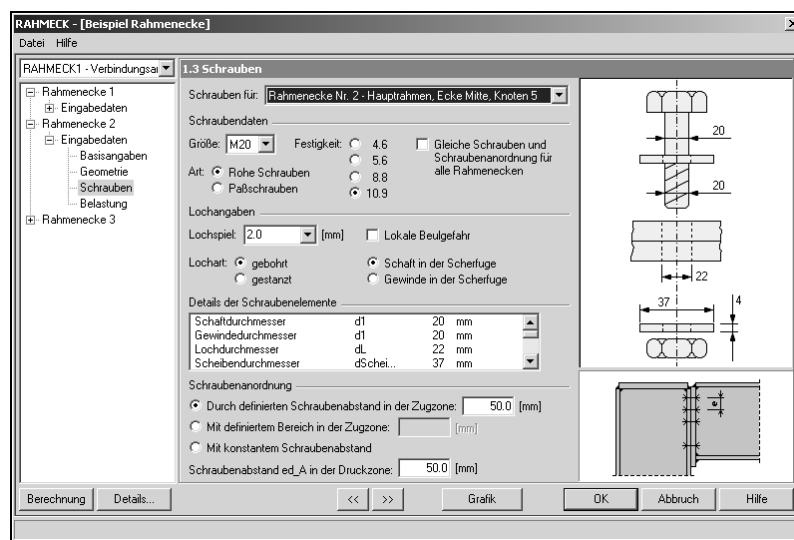 RAHMECK - [Beispiel Rahmenecke]
Datei Hilfe
RAHMECK1 - Verbindungsa
Rahmenecke 1
Eingabedaten
Rahmenecke 2
Eingabedaten
Basisangaben
Geometrie
Schrauben
Belastung
Rahmenecke 3
1.3 Schrauben
Schrauben für: Rahmenecke Nr. 2 - Hauptrahmen, Ecke Mitte, Knoten 5
Schraubendaten
Größe: M20 Festigkeit: 4.6
5.6
8.8
10.9
Gleiche Schrauben und
Schraubenanordnung für
alle Rahmenecken
Art: Rohe Schrauben
Paßschrauben
Lochangaben
Lochspiel: 2.0 [mm] Lokale Beulgefahr
Lochart: gebohrt Schaft in der Scherfuge
gestanzt Gewinde in der Scherfuge
Details der Schraubenelemente
Schaftdurchmesser d1 20 mm
Gewindedurchmesser d1 20 mm
Lochdurchmesser dL 22 mm
Scheibendurchmesser dSchei... 37 mm
Schraubenanordnung
Durch definierten Schraubenabstand in der Zugzone: 50.0 [mm]
Mit definiertem Bereich in der Zugzone: [mm]
Mit konstantem Schraubenabstand
Schraubenabstand ed_A in der Druckzone: 50.0 [mm]
20
20
22
37
4
e
Berechnung Details... << >> Grafik OK Abbruch Hilfe